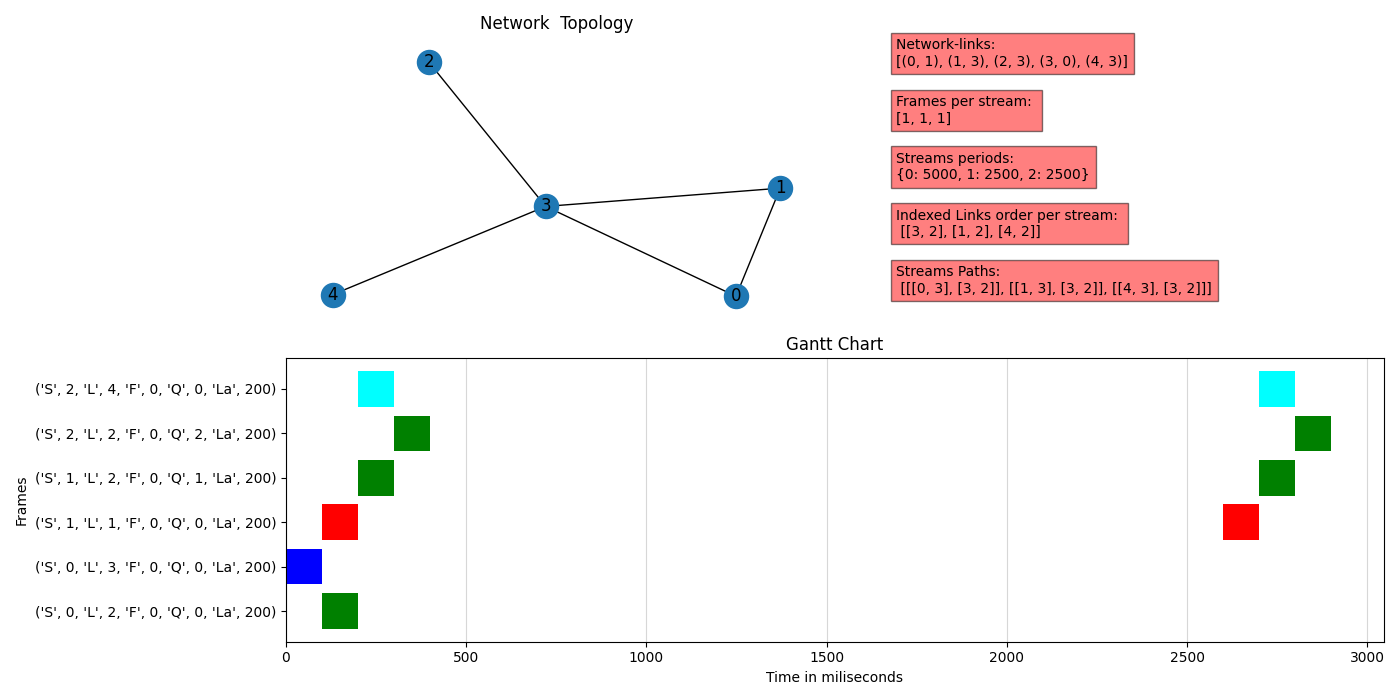 Network  Topology
2
1
3
4
0
Network-links:
[(0, 1), (1, 3), (2, 3), (3, 0), (4, 3)]
Frames per stream:
[1, 1, 1]
Streams periods:
{0: 5000, 1: 2500, 2: 2500}
Indexed Links order per stream:
[[3, 2], [1, 2], [4, 2]]
Streams Paths:
[[[0, 3], [3, 2]], [[1, 3], [3, 2]], [[4, 3], [3, 2]]]
Gantt Chart
Frames
('S', 2, 'L', 4, 'F', 0, 'Q', 0, 'La', 200)
('S', 2, 'L', 2, 'F', 0, 'Q', 2, 'La', 200)
('S', 1, 'L', 2, 'F', 0, 'Q', 1, 'La', 200)
('S', 1, 'L', 1, 'F', 0, 'Q', 0, 'La', 200)
('S', 0, 'L', 3, 'F', 0, 'Q', 0, 'La', 200)
('S', 0, 'L', 2, 'F', 0, 'Q', 0, 'La', 200)
0 500 1000 1500 2000 2500 3000
Time in miliseconds